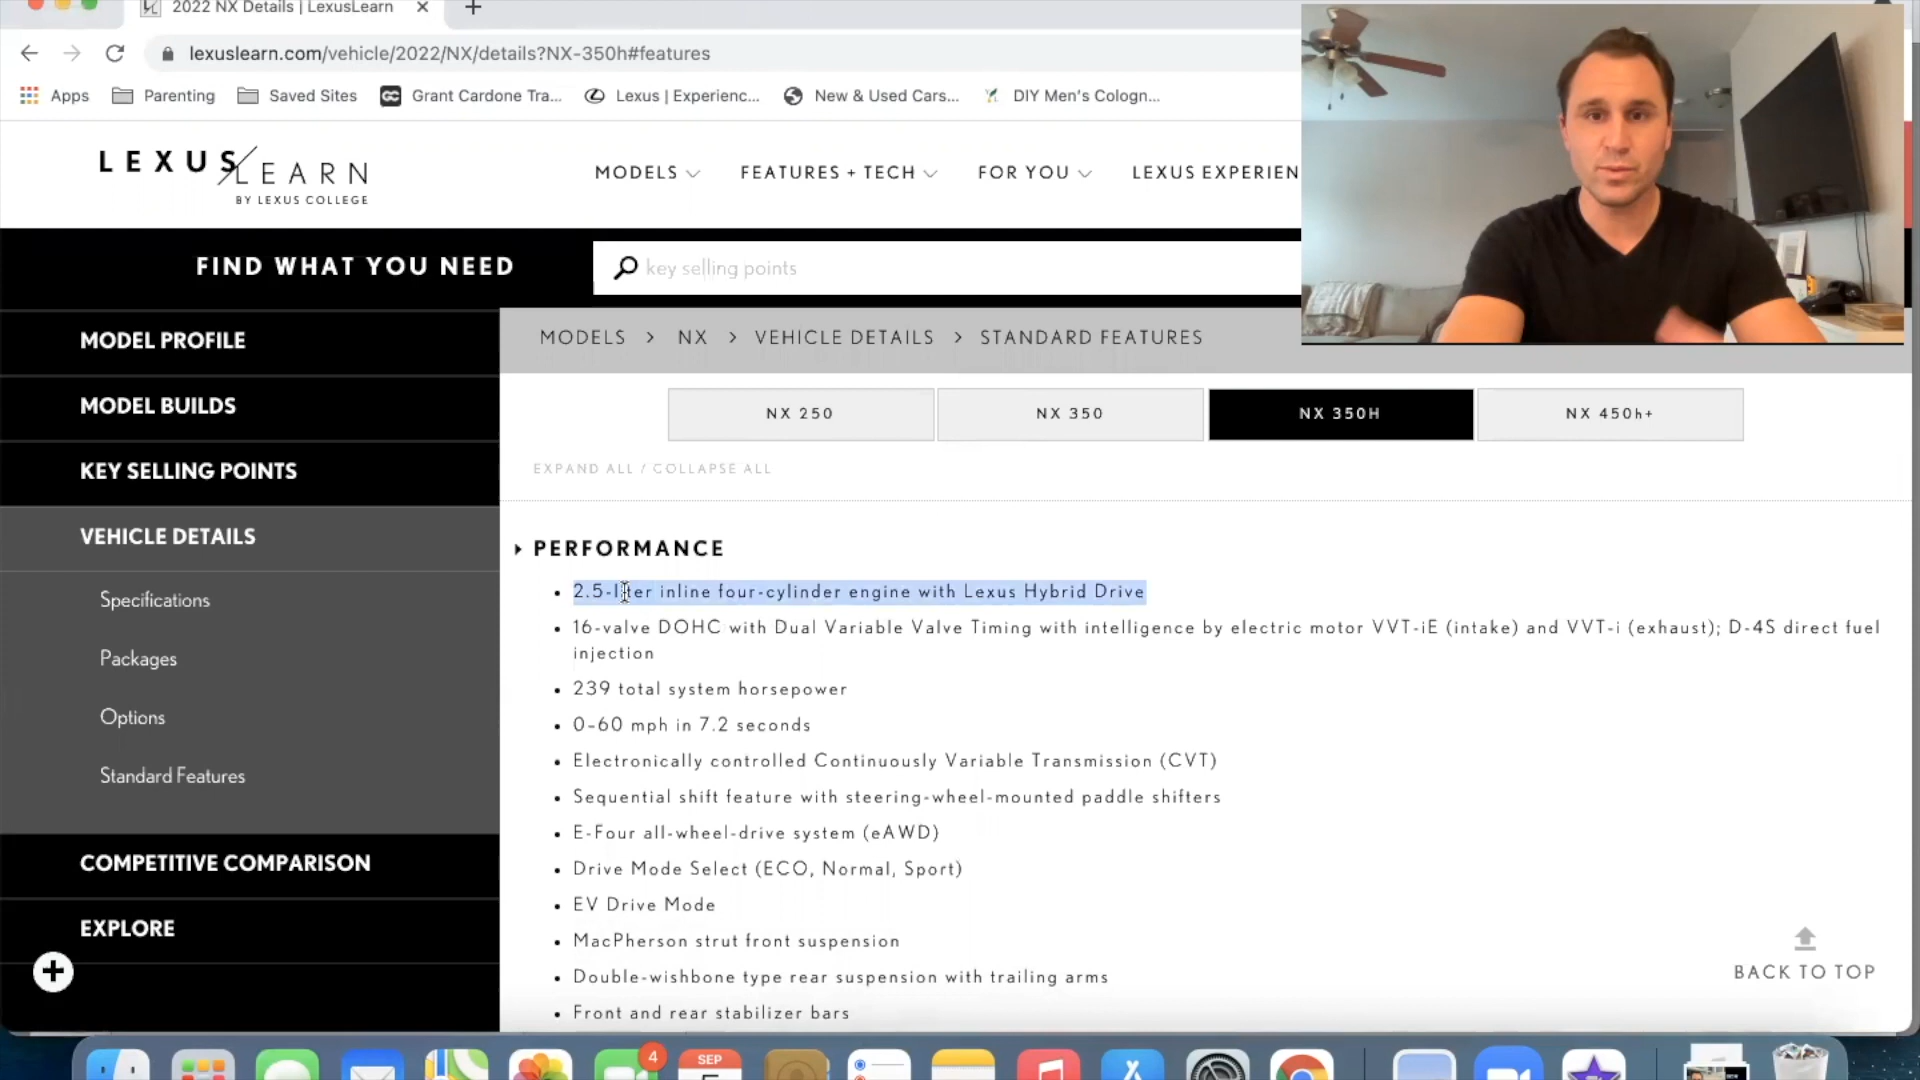 2022 NX Details | LexusLearn
lexuslearn.com/vehicle/2022/NX/details?NX-350h#features
Apps
Parenting
Saved Sites
GC
Grant Cardone Tra...
Lexus | Experienc...
New & Used Cars...
DIY Men's Cologn...
LEXUS LEARN
BY LEXUS COLLEGE
MODELS
FEATURES + TECH
FOR YOU
LEXUS EXPERIEN
FIND WHAT YOU NEED
key selling points
MODEL PROFILE
MODEL BUILDS
KEY SELLING POINTS
VEHICLE DETAILS
Specifications
Packages
Options
Standard Features
COMPETITIVE COMPARISON
EXPLORE
MODELS > NX > VEHICLE DETAILS > STANDARD FEATURES
NX 250
NX 350
NX 350H
NX 450h+
EXPAND ALL / COLLAPSE ALL
PERFORMANCE
• 2.5-liter inline four-cylinder engine with Lexus Hybrid Drive
• 16-valve DOHC with Dual Variable Valve Timing with intelligence by electric motor VVT-iE (intake) and VVT-i (exhaust); D-4S direct fuel
injection
• 239 total system horsepower
• 0–60 mph in 7.2 seconds
• Electronically controlled Continuously Variable Transmission (CVT)
• Sequential shift feature with steering-wheel-mounted paddle shifters
• E-Four all-wheel-drive system (eAWD)
• Drive Mode Select (ECO, Normal, Sport)
• EV Drive Mode
• MacPherson strut front suspension
• Double-wishbone type rear suspension with trailing arms
• Front and rear stabilizer bars
BACK TO TOP
4
SEP